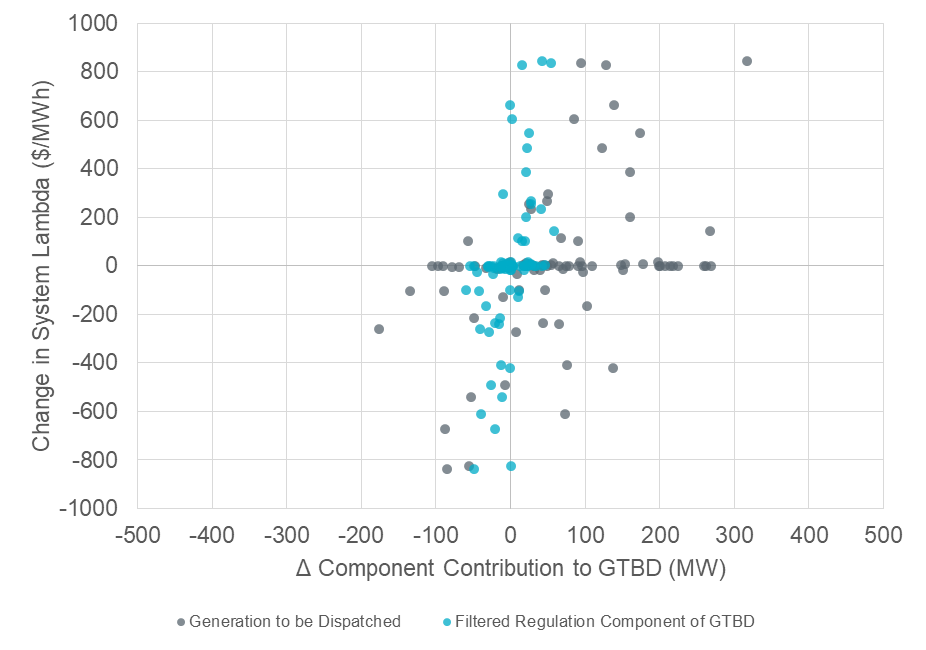 1000
800
600
400
200
0
-200
-400
-600
-800
-1000
Change in System Lambda ($/MWh)
-500 -400 -300 -200 -100 0 100 200 300 400 500
Δ Component Contribution to GTBD (MW)
Generation to be Dispatched Filtered Regulation Component of GTBD